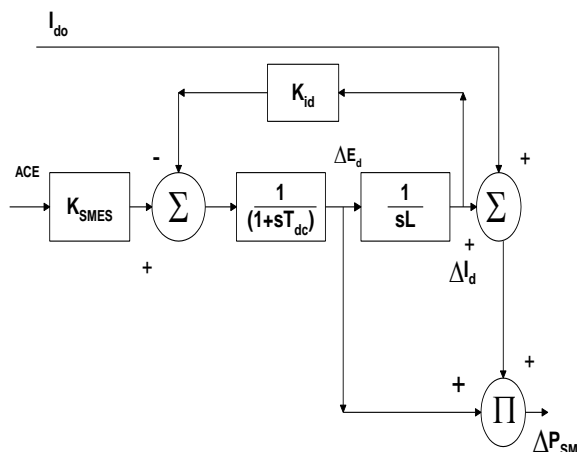 I_do
K_id
-
ΔE_d
+
ACE
K_SMES
Σ
1
(1+sT_dc)
1
sL
Σ
+
+
ΔI_d
+
+
Π
ΔP_SM